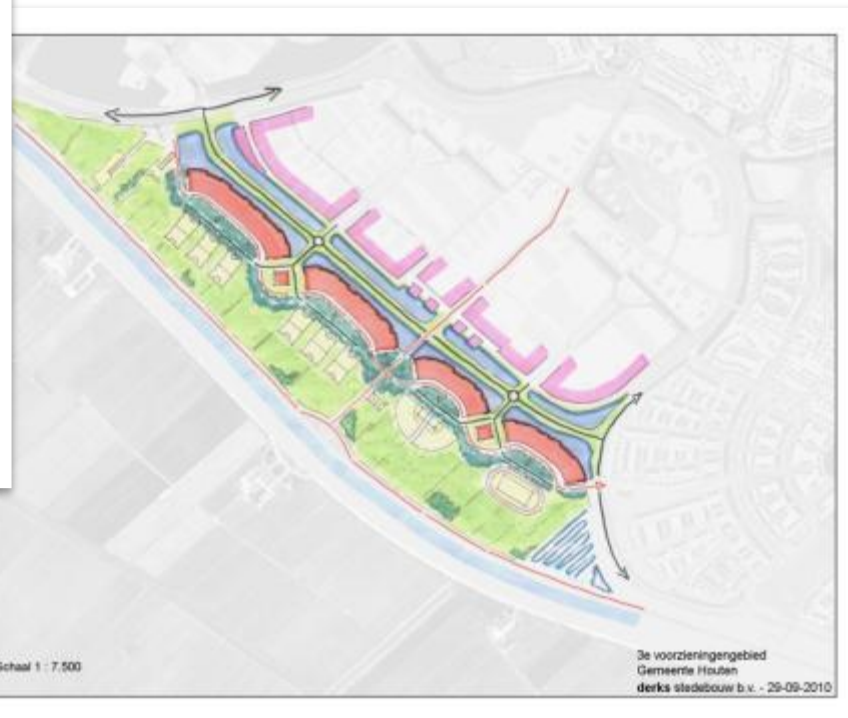 Schaal 1 : 7.500
3e voorzieningengebied
Gemeente Houten
derks stedebouw b.v. - 29-09-2010